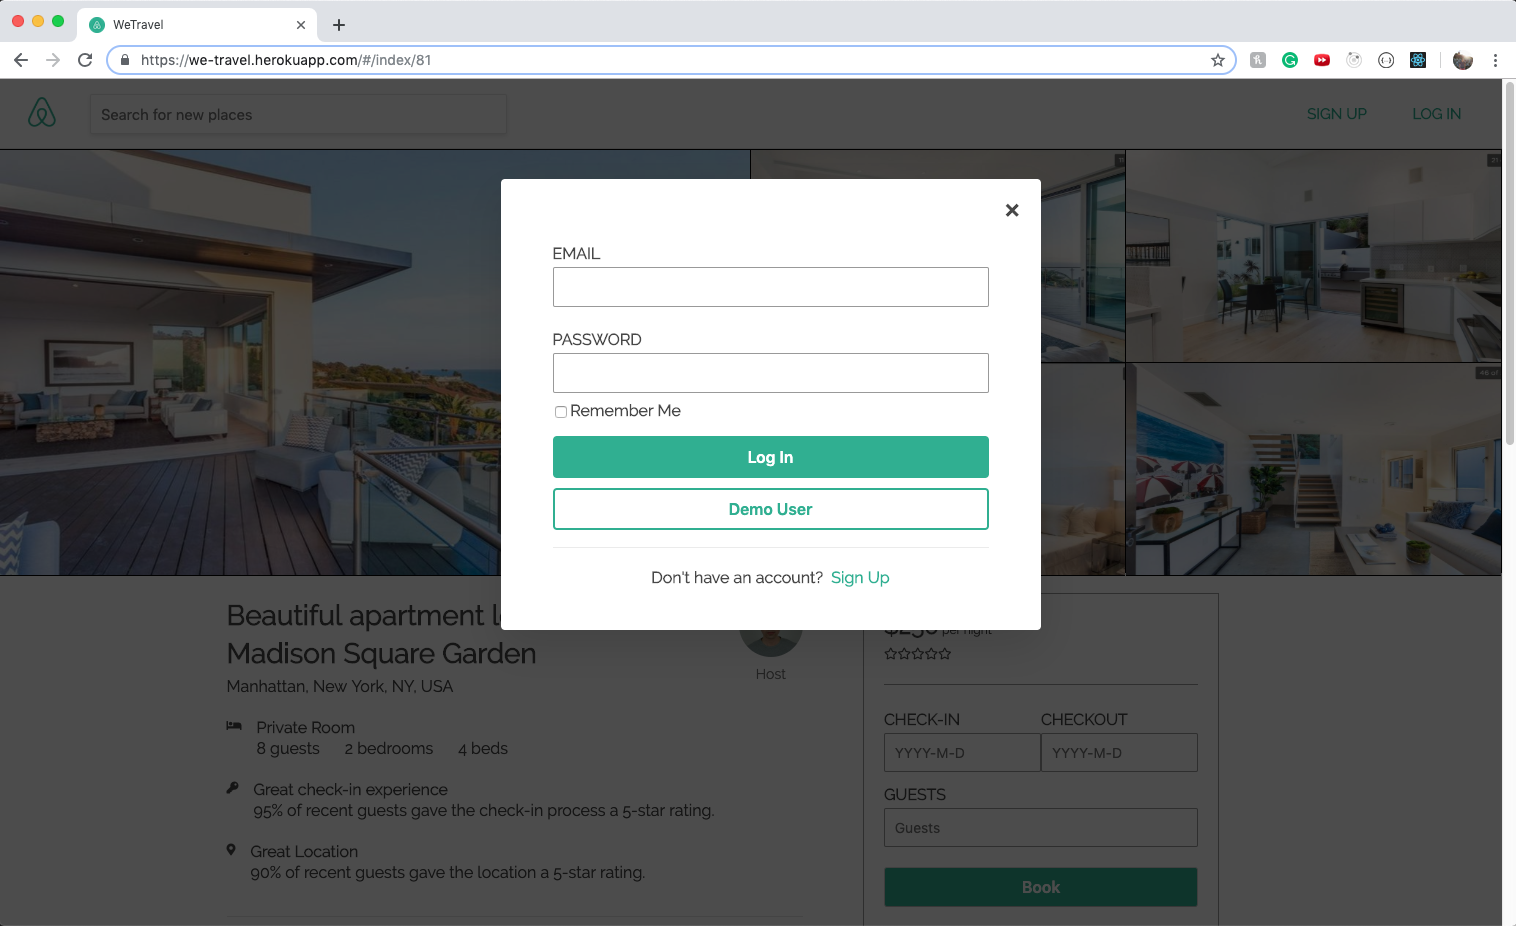 WeTravel
https://we-travel.herokuapp.com/#/index/81
Search for new places
SIGN UP
LOG IN
EMAIL
PASSWORD
Remember Me
Log In
Demo User
Don't have an account? Sign Up
Beautiful apartment
Madison Square Garden
Manhattan, New York, NY, USA
Host
Private Room
8 guests 2 bedrooms 4 beds
Great check-in experience
95% of recent guests gave the check-in process a 5-star rating.
Great Location
90% of recent guests gave the location a 5-star rating.
per night
CHECK-IN CHECKOUT
YYYY-M-D YYYY-M-D
GUESTS
Guests
Book